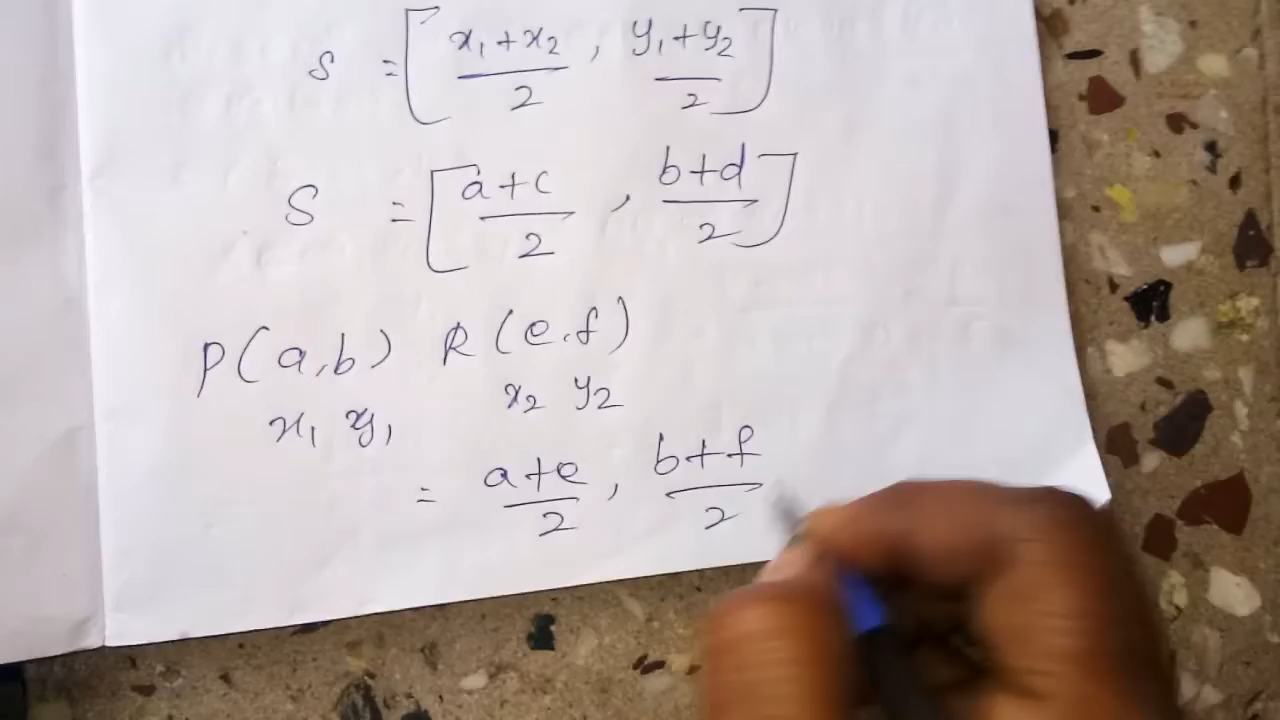 S = [x₁+x₂/2, y₁+y₂/2]
S = [a+c/2, b+d/2]
P(a,b) R(e.f)
x₁ y₁ x₂ y₂
= a+e/2, b+f/2